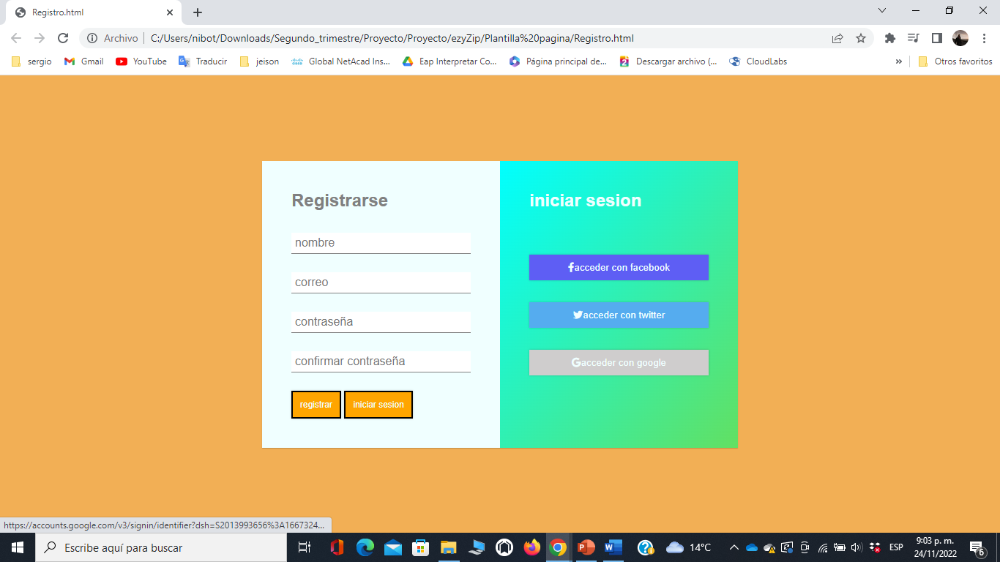 Registro.html
Archivo C:/Users/nibot/Downloads/Segundo_trimestre/Proyecto/Proyecto/ezyZip/Plantilla%20pagina/Registro.html
sergio Gmail YouTube Traducir jeison Global NetAcad Ins... Eap Interpretar Co... Página principal de... Descargar archivo (... CloudLabs » Otros favoritos
Registrarse
nombre
correo
contraseña
confirmar contraseña
registrar iniciar sesion
iniciar sesion
acceder con facebook
acceder con twitter
acceder con google
https://accounts.google.com/v3/signin/identifier?dsh=S2013993656%3A1667324...
Escribe aquí para buscar
14°C
ESP
9:03 p. m.
24/11/2022
6